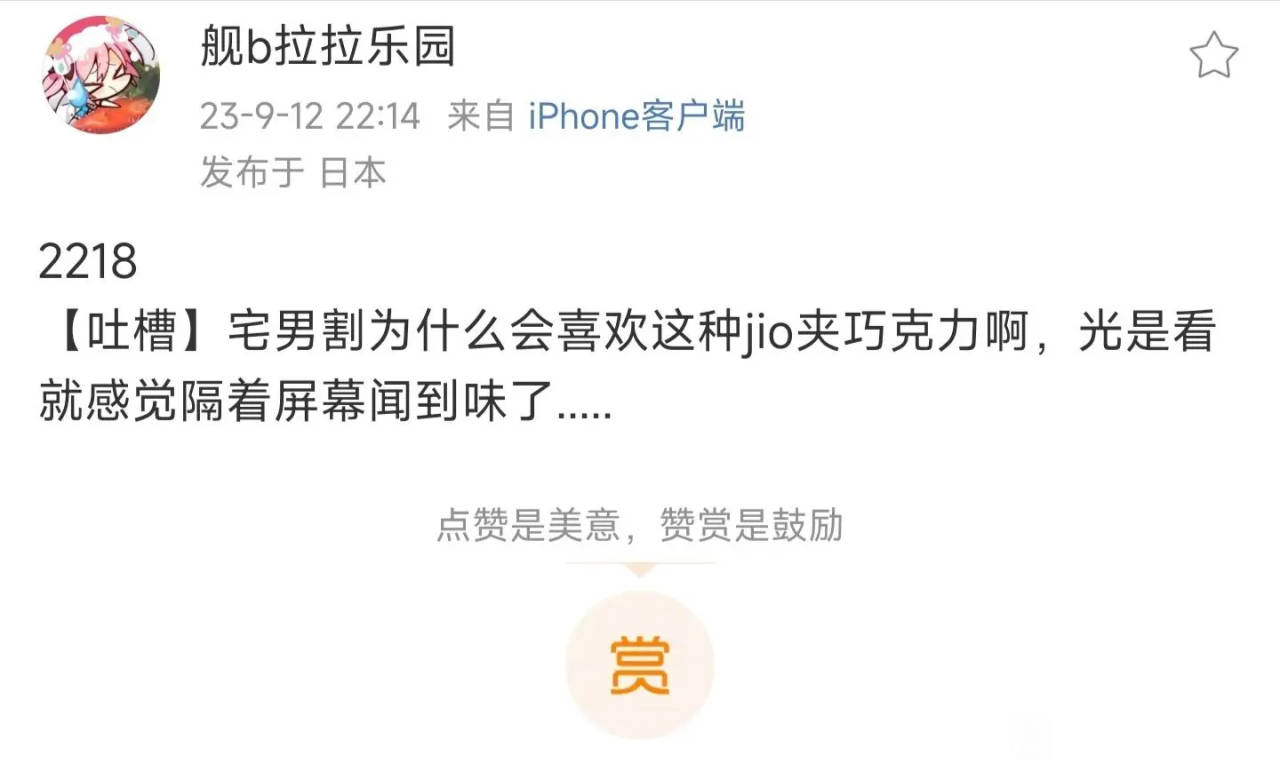 舰b拉拉乐园
23-9-12 22:14 来自 iPhone客户端
发布于 日本
2218
【吐槽】宅男割为什么会喜欢这种jio夹巧克力啊，光是看
就感觉隔着屏幕闻到味了.....
点赞是美意，赞赏是鼓励
赏